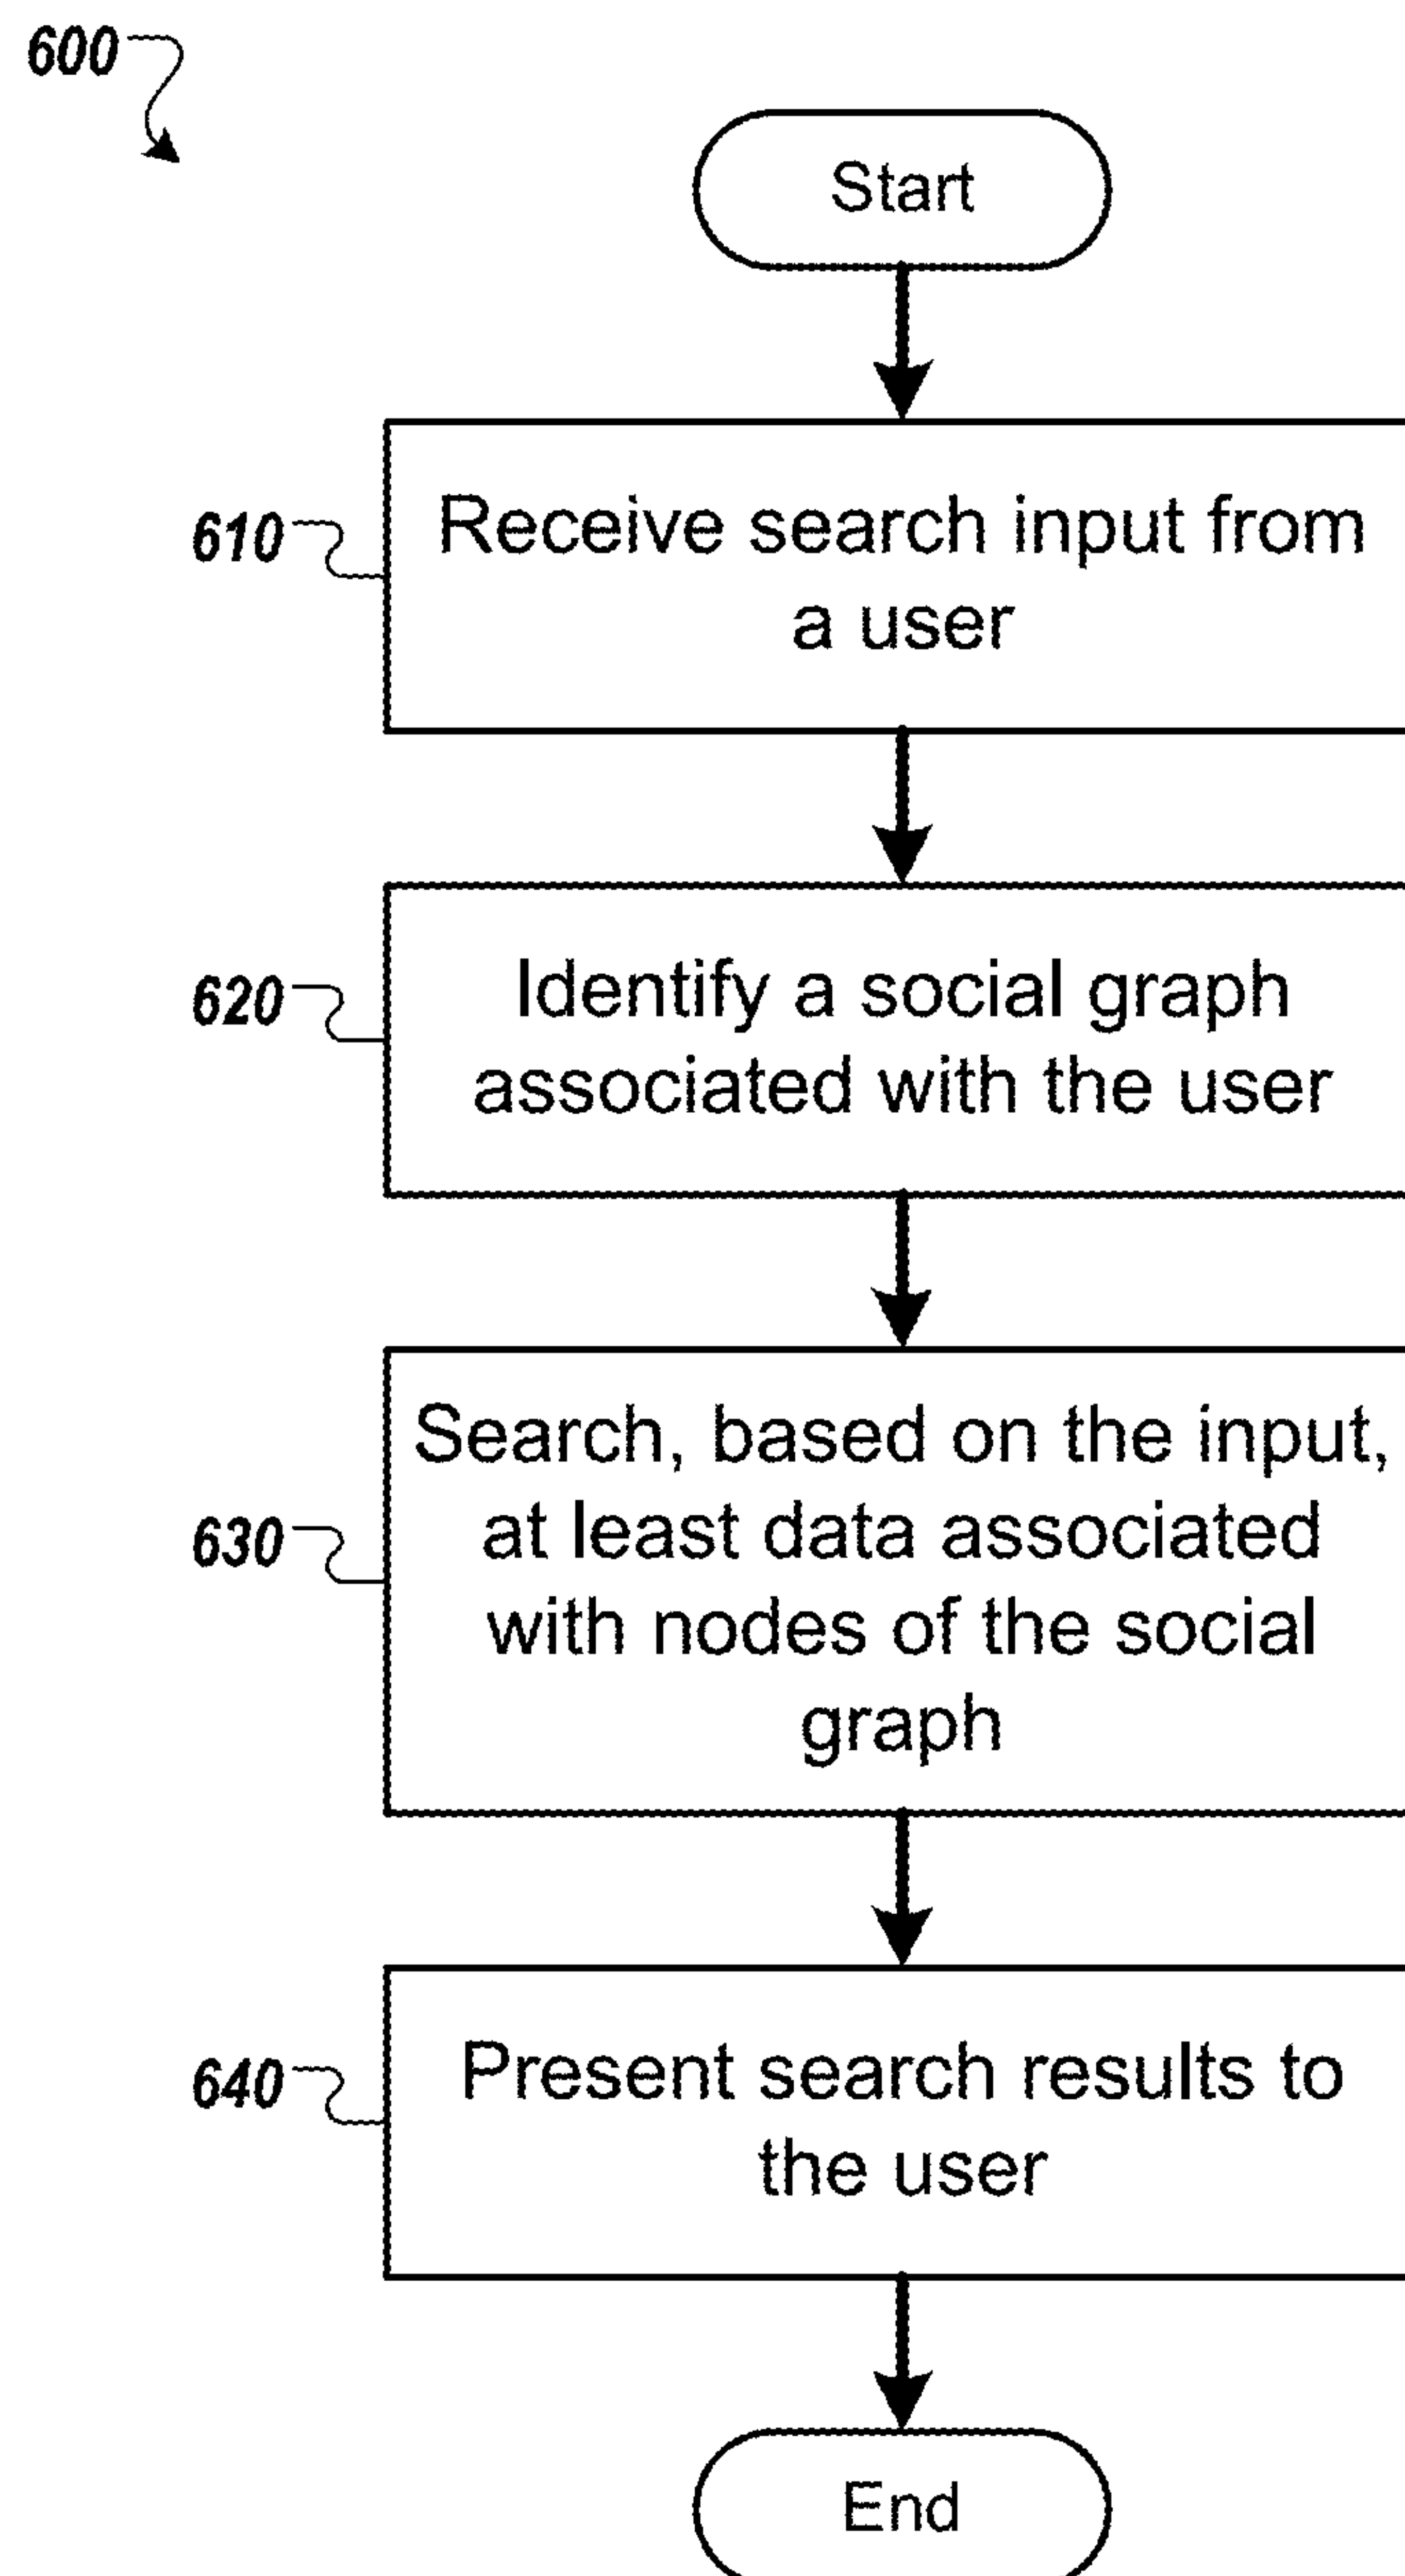 600
Start
610
Receive search input from
a user
620
Identify a social graph
associated with the user
630
Search, based on the input,
at least data associated
with nodes of the social
graph
640
Present search results to
the user
End